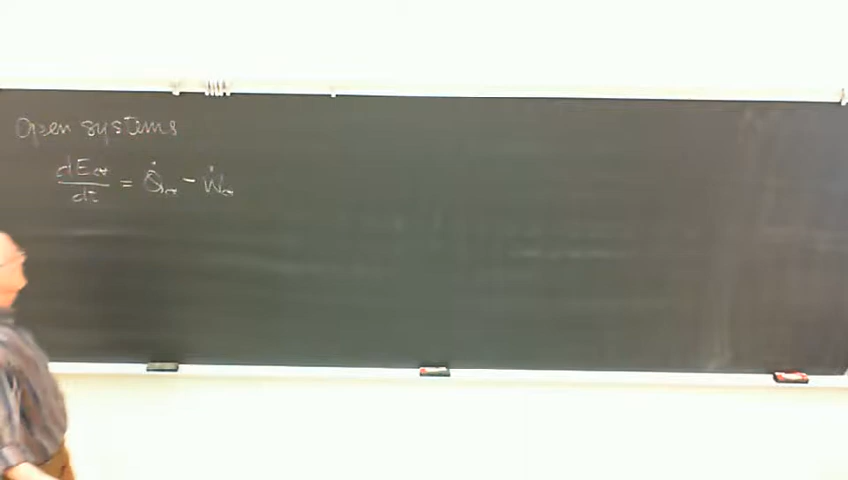 Open systems
dE_cv/dt = Q̇_cv - Ẇ_cv